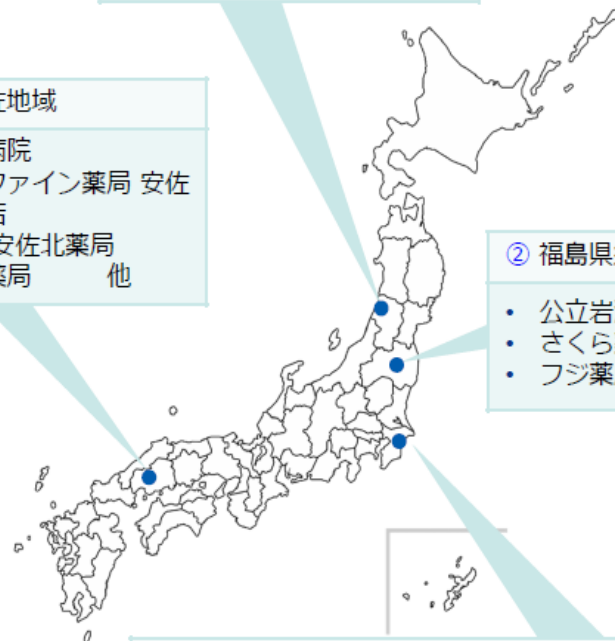 佐地域
病院
ファイン薬局 安佐
店
安佐北薬局
薬局 他
② 福島県
• 公立岩
• さくら
• フジ薬